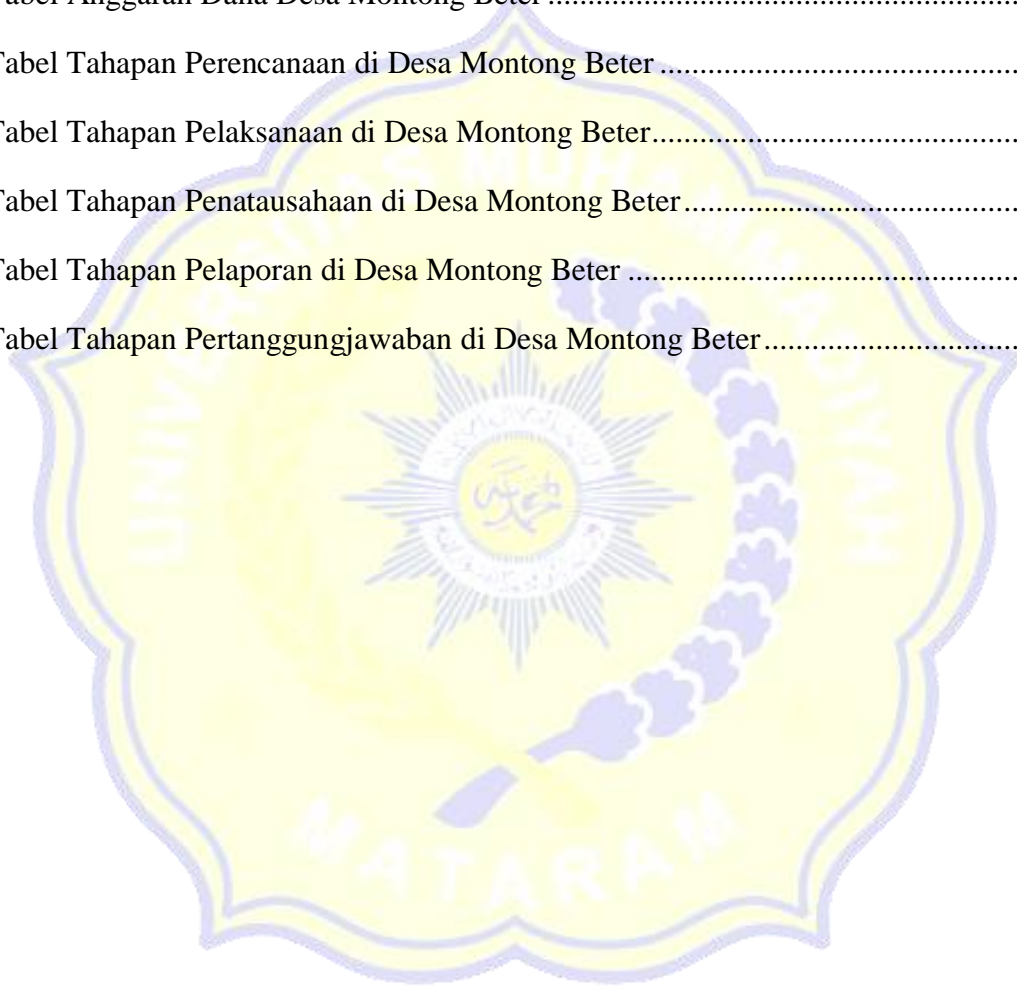 Tabel Anggaran Dana Desa Montong Beter ........................................................
Tabel Tahapan Perencanaan di Desa Montong Beter ..........................................
Tabel Tahapan Pelaksanaan di Desa Montong Beter..........................................
Tabel Tahapan Penatausahaan di Desa Montong Beter......................................
Tabel Tahapan Pelaporan di Desa Montong Beter .............................................
Tabel Tahapan Pertanggungjawaban di Desa Montong Beter.............................
UNIVERSITAS MUHAMMADIYAH
MATARAM